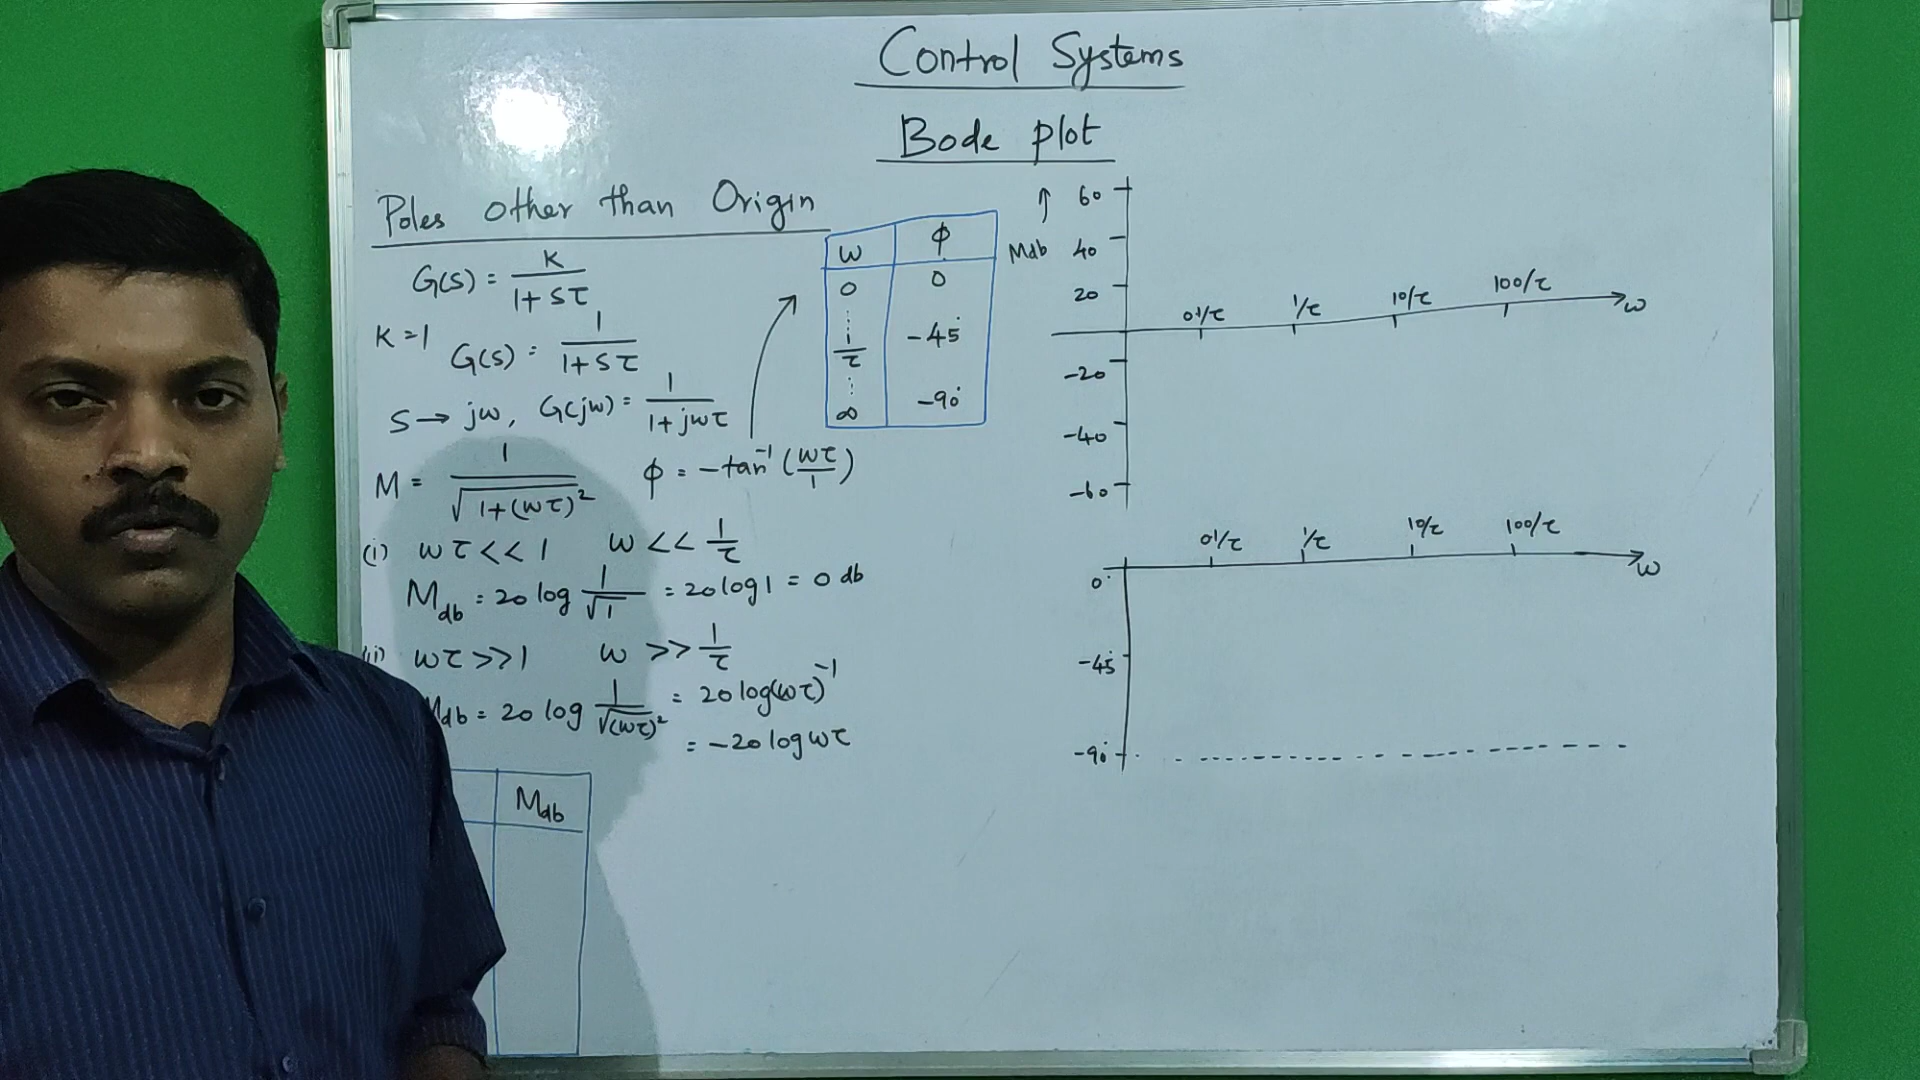 Control Systems
Bode plot
Poles other than Origin
G(s) = K / (1 + sτ)
K = 1 G(s) = 1 / (1 + sτ)
S → jω, G(jω) = 1 / (1 + jωτ)
M = 1 / √(1+(ωτ)²) ϕ = -tan⁻¹(ωτ/1)
(i) ωτ << 1 ω << 1/τ
Mdb = 20 log 1/√1 = 20 log 1 = 0 db
(ii) ωτ >> 1 ω >> 1/τ
Mdb = 20 log 1/√(ωτ)² = 20 log(ωτ)⁻¹
= -20 log ωτ
Mdb
ω ϕ
0 0
⋮
1/τ -45°
⋮
∞ -90°
↑ 60
Mdb 40
20
0.1/τ 1/τ 10/τ 100/τ ω
-20
-40
-60
0.1/τ 1/τ 10/τ 100/τ ω
0°
-45°
-90°